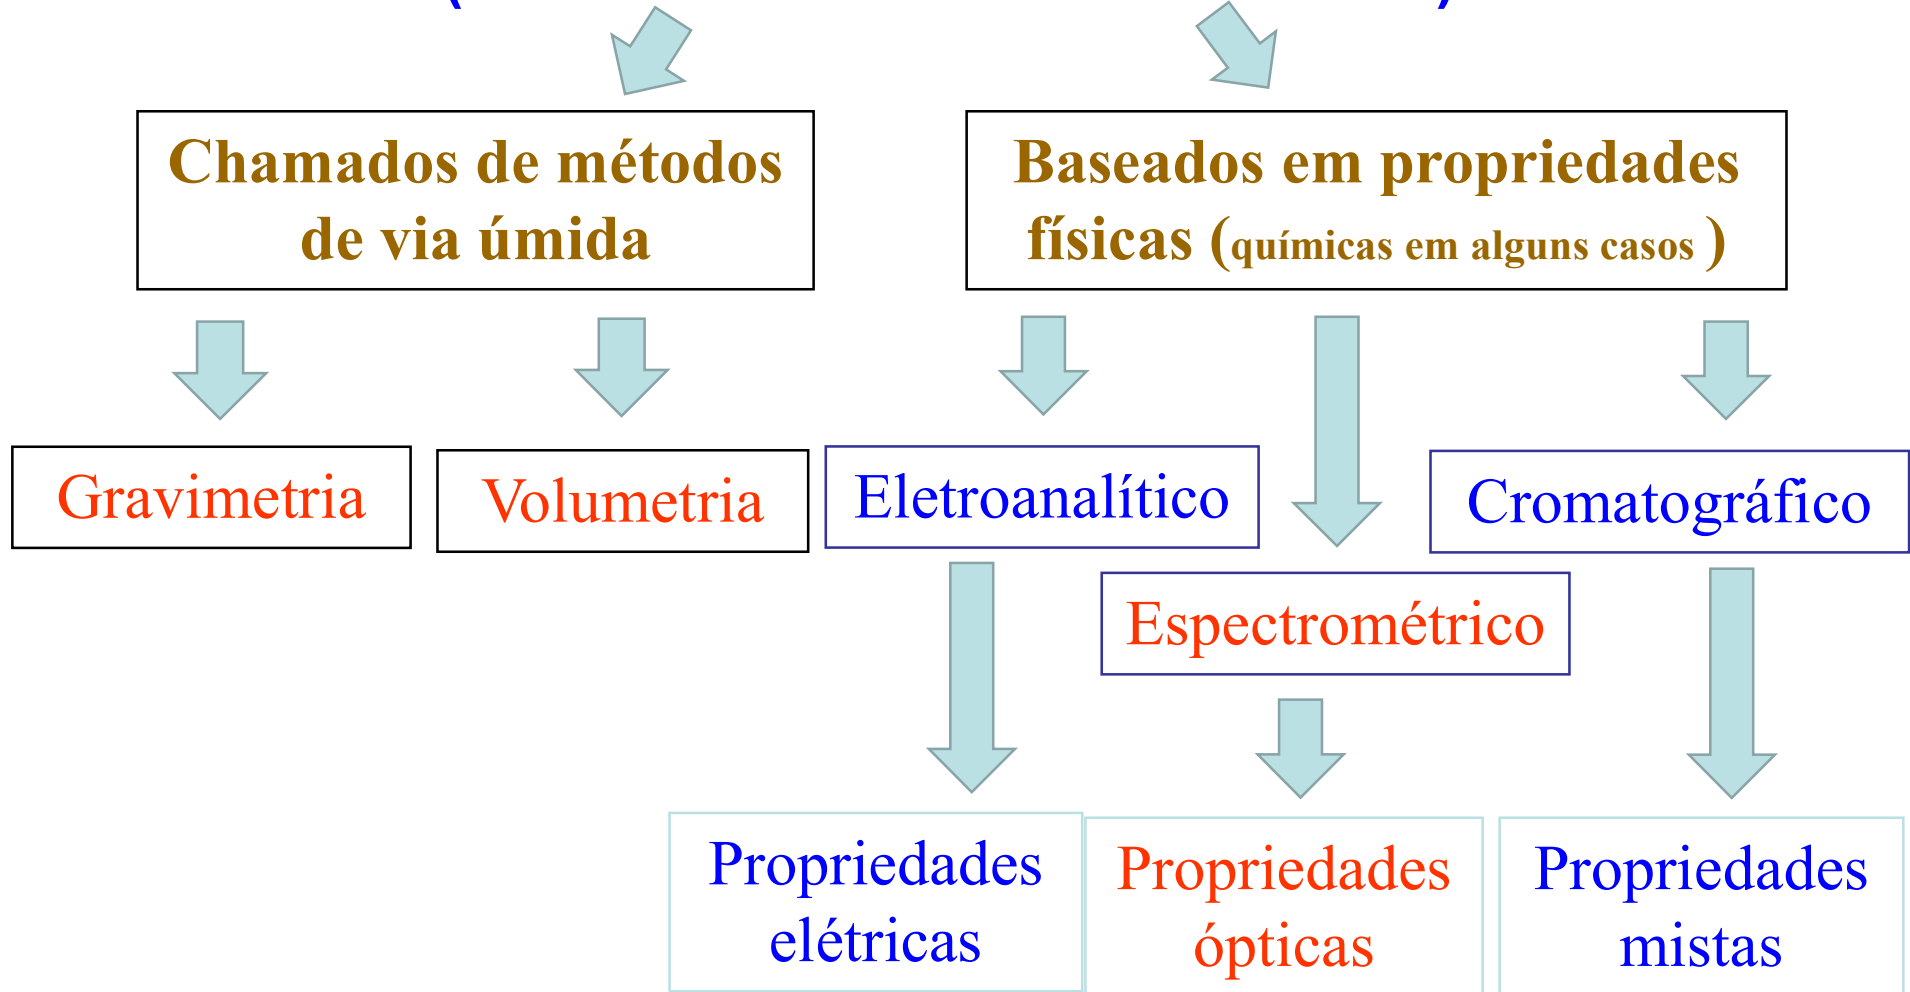 Chamados de métodos
de via úmida
Baseados em propriedades
físicas (químicas em alguns casos )
Gravimetria
Volumetria
Eletroanalítico
Cromatográfico
Espectrométrico
Propriedades
elétricas
Propriedades
ópticas
Propriedades
mistas